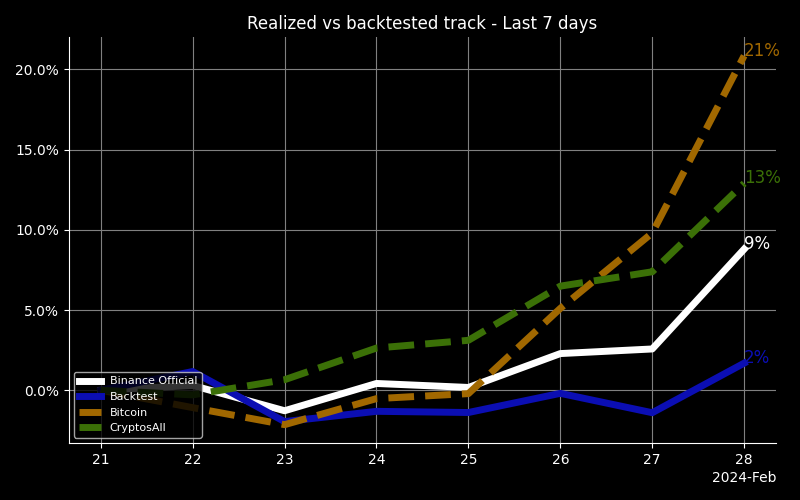 Realized vs backtested track - Last 7 days
20.0%
15.0%
10.0%
5.0%
0.0%
21%
13%
9%
2%
Binance Official
Backtest
Bitcoin
CryptosAll
21 22 23 24 25 26 27 28
2024-Feb